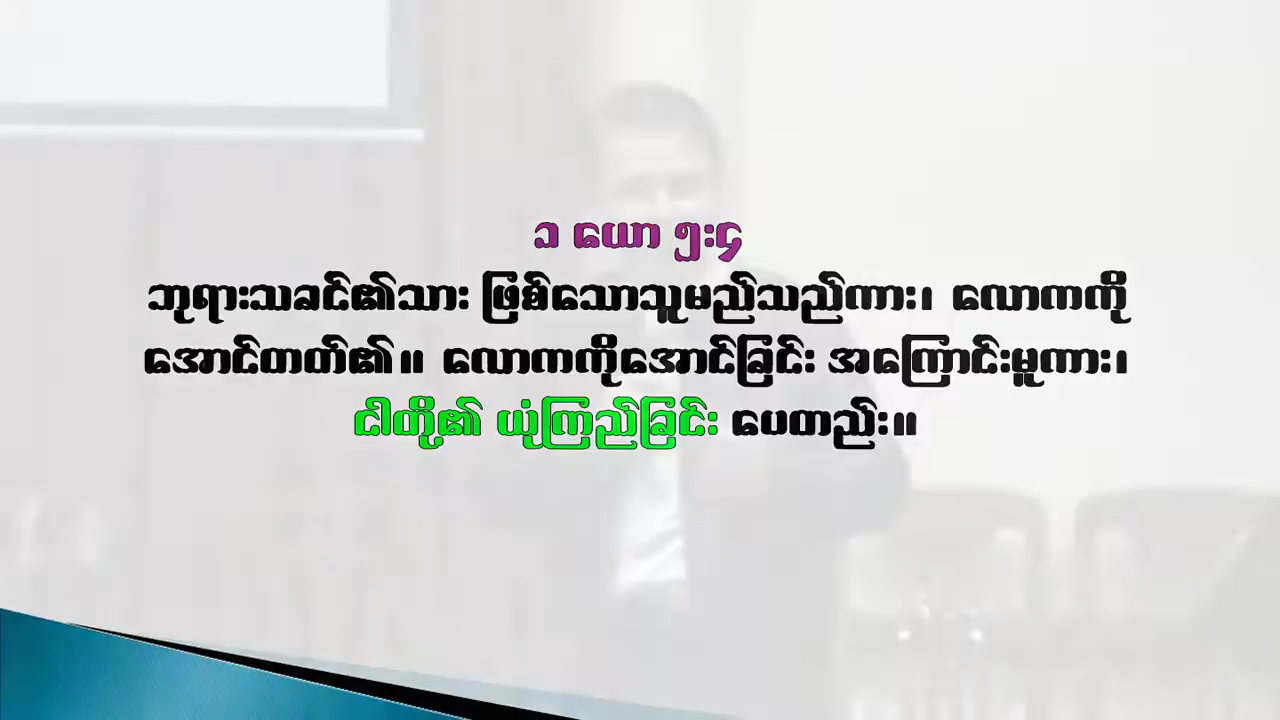 ၁ ယော ၅း၄
ဘုရားသခင်၏သား ဖြစ်သောသူမည်သည်ကား၊ လောကကို
အောင်တတ်၏။ လောကကိုအောင်ခြင်း အကြောင်းမူကား၊
ငါတို့၏ ယုံကြည်ခြင်း ပေတည်း။